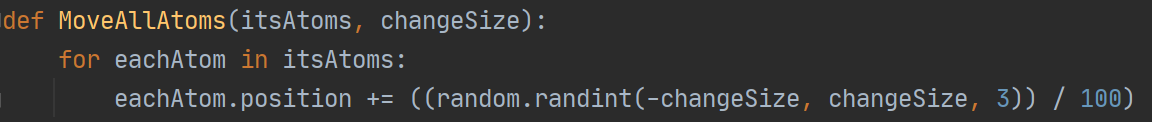 def MoveAllAtoms(itsAtoms, changeSize):
for eachAtom in itsAtoms:
eachAtom.position += ((random.randint(-changeSize, changeSize, 3)) / 100)